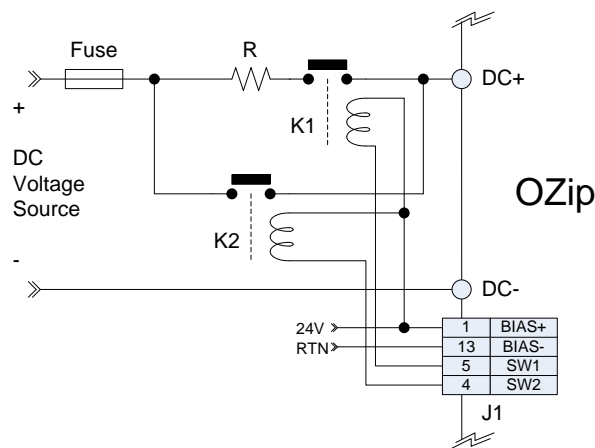 Fuse
R
DC+
+
K1
DC
Voltage
Source
OZip
K2
-
DC-
24V
1 BIAS+
RTN
13 BIAS-
5 SW1
4 SW2
J1